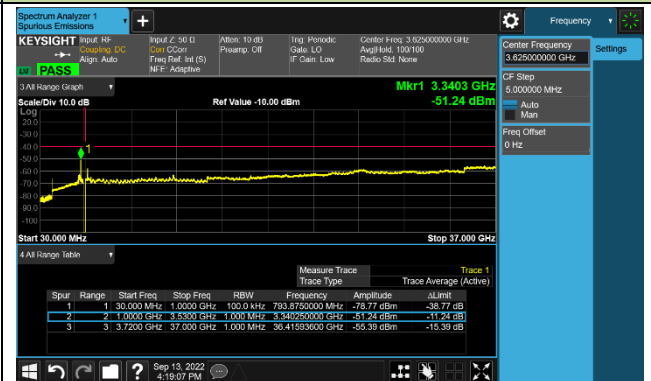 Spectrum Analyzer 1
Spurious Emissions
Frequency
KEYSIGHT
Input: RF
Coupling: DC
Align: Auto
Input Z: 50 Ω
Corr CCorr
Freq Ref: Int (S)
NFE: Adaptive
Atten: 10 dB
Preamp: Off
Trig: Periodic
Gate: LO
IF Gain: Low
Center Freq: 3.625000000 GHz
Avg|Hold: 100/100
Radio Std: None
PASS
Center Frequency
3.625000000 GHz
Settings
CF Step
5.000000 MHz
Auto
Man
Freq Offset
0 Hz
3 All Range Graph
Mkr1 3.3403 GHz
Scale/Div 10.0 dB
Ref Value -10.00 dBm
-51.24 dBm
Log
-20.0
-30.0
-40.0
-50.0
-60.0
-70.0
-80.0
-90.0
-100
1
Start 30.000 MHz
Stop 37.000 GHz
4 All Range Table
Measure Trace Trace 1
Trace Type Trace Average (Active)
Spur Range Start Freq Stop Freq RBW Frequency Amplitude ΔLimit
1 1 30.000 MHz 1.0000 GHz 100.0 kHz 793.8750000 MHz -78.77 dBm -38.77 dB
2 2 1.0000 GHz 3.5300 GHz 1.000 MHz 3.340250000 GHz -51.24 dBm -11.24 dB
3 3 3.7200 GHz 37.000 GHz 1.000 MHz 36.41593600 GHz -55.39 dBm -15.39 dB
Sep 13, 2022
4:19:07 PM